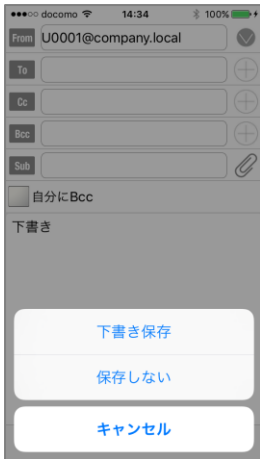 docomo 14:34 100%
From U0001@company.local
To
Cc
Bcc
Sub
自分にBcc
下書き
下書き保存
保存しない
キャンセル